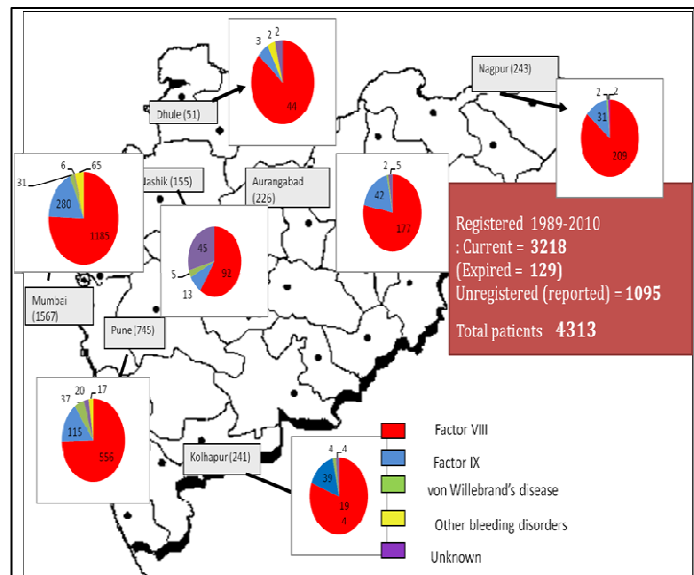 2 2
3
44
Dhule (51)
Nagpur (243)
2 2
31
209
6 65
31
280
1185
Nashik (155)
Aurangabad
(226)
2 5
42
177
45
5
92
13
Registered 1989-2010
: Current = 3218
(Expired = 129)
Unregistered (reported) = 1095
Total patients 4313
Mumbai
(1567)
Pune (745)
20 17
37
115
556
Kolhapur (241)
4 4
39
19
4
Factor VIII
Factor IX
von Willebrand's disease
Other bleeding disorders
Unknown